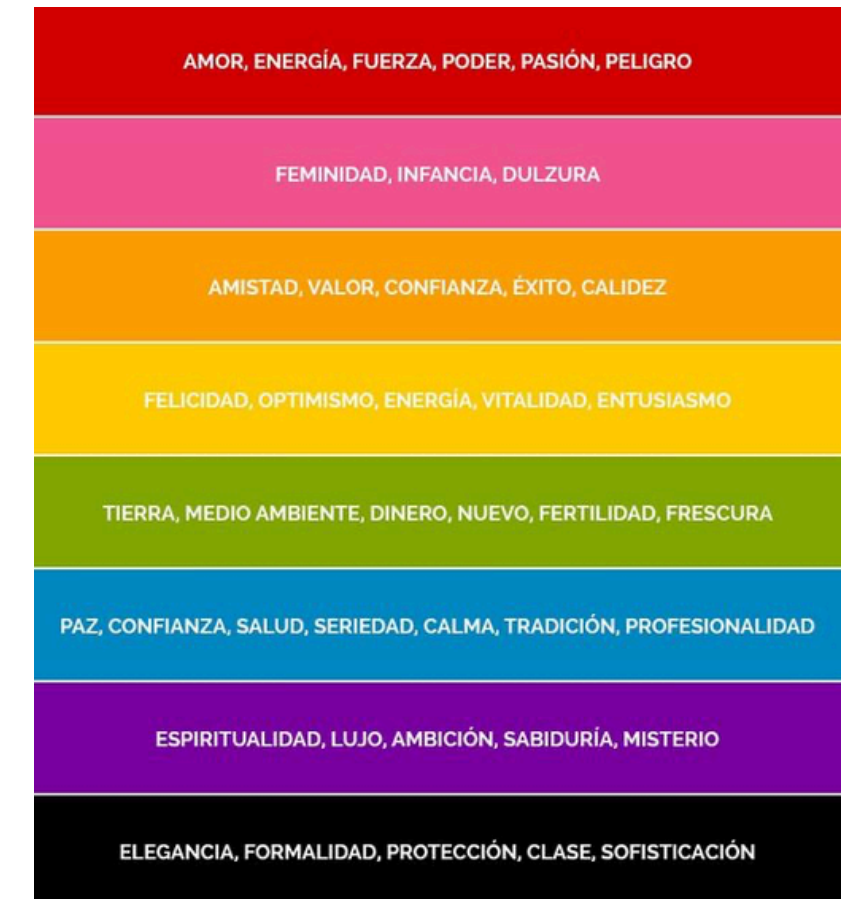 AMOR, ENERGÍA, FUERZA, PODER, PASIÓN, PELIGRO
FEMINIDAD, INFANCIA, DULZURA
AMISTAD, VALOR, CONFIANZA, ÉXITO, CALIDEZ
FELICIDAD, OPTIMISMO, ENERGÍA, VITALIDAD, ENTUSIASMO
TIERRA, MEDIO AMBIENTE, DINERO, NUEVO, FERTILIDAD, FRESCURA
PAZ, CONFIANZA, SALUD, SERIEDAD, CALMA, TRADICIÓN, PROFESIONALIDAD
ESPIRITUALIDAD, LUJO, AMBICIÓN, SABIDURÍA, MISTERIO
ELEGANCIA, FORMALIDAD, PROTECCIÓN, CLASE, SOFISTICACIÓN